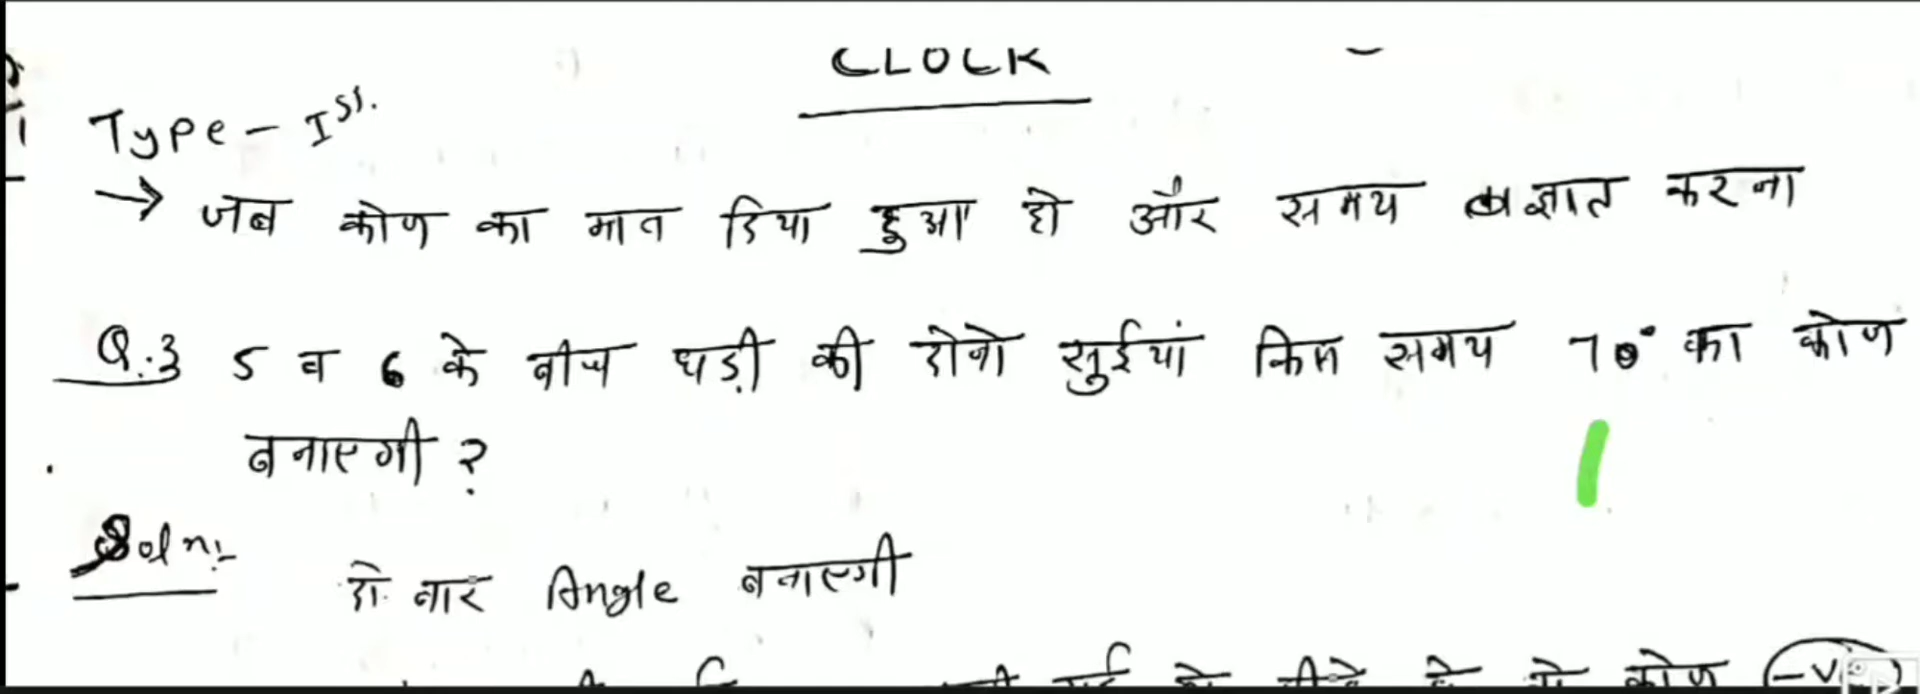 CLOCK
Type - Ist.
→ जब कोण का मान दिया हुआ हो और समय ज्ञात करना
Q.3 5 व 6 के बीच घड़ी की दोनो सुईयां किस समय 70° का कोण
बनाएगी ?
Soln:-
दो बार Angle बनाएगी